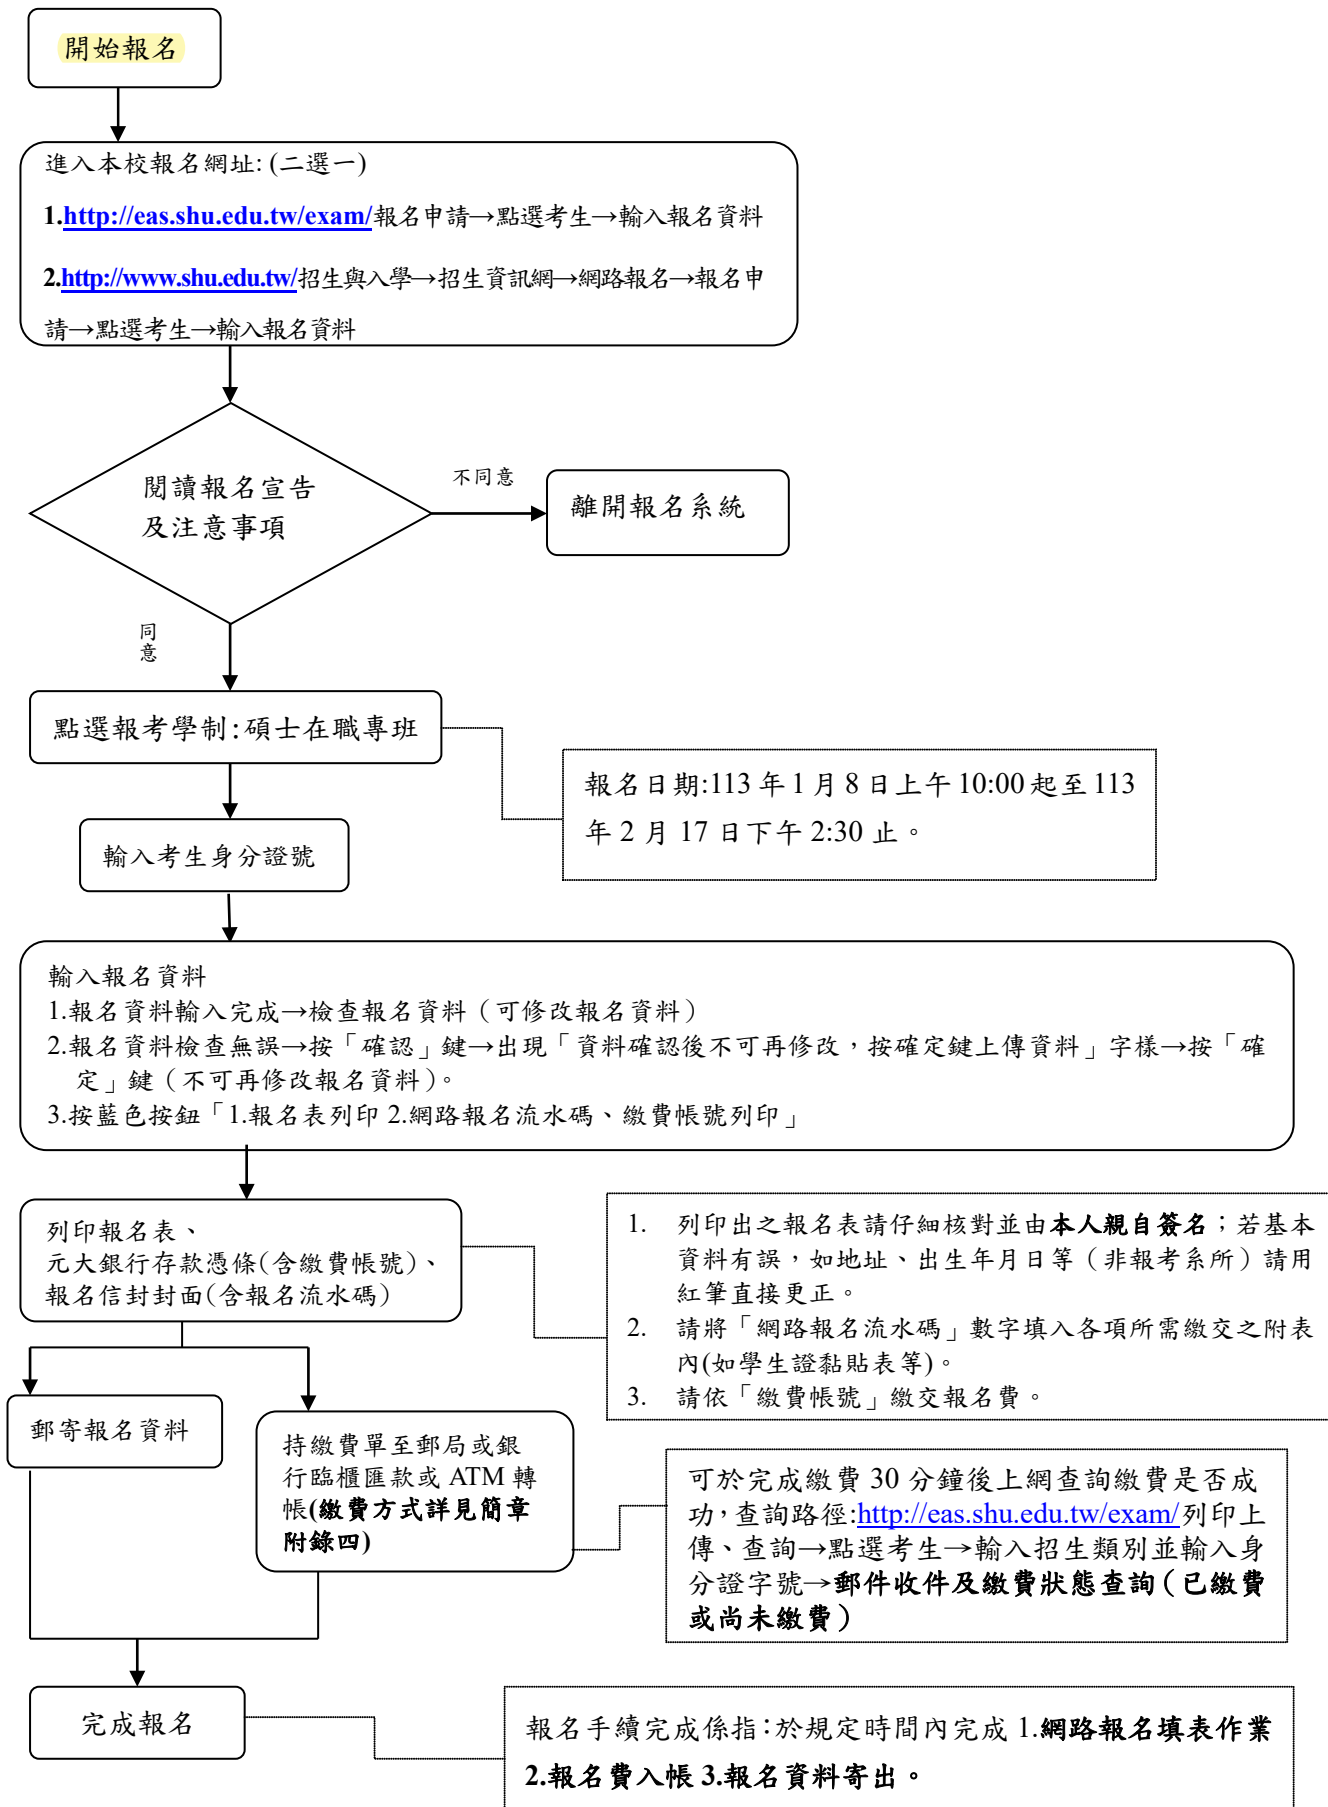 開始報名
進入本校報名網址: (二選一)
1.http://eas.shu.edu.tw/exam/報名申請→點選考生→輸入報名資料
2.http://www.shu.edu.tw/招生與入學→招生資訊網→網路報名→報名申
請→點選考生→輸入報名資料
閱讀報名宣告
及注意事項
不同意
離開報名系統
同
意
點選報考學制:碩士在職專班
報名日期:113 年 1 月 8 日上午 10:00 起至 113
年 2 月 17 日下午 2:30 止。
輸入考生身分證號
輸入報名資料
1.報名資料輸入完成→檢查報名資料（可修改報名資料）
2.報名資料檢查無誤→按「確認」鍵→出現「資料確認後不可再修改，按確定鍵上傳資料」字樣→按「確
定」鍵（不可再修改報名資料）。
3.按藍色按鈕「1.報名表列印 2.網路報名流水碼、繳費帳號列印」
列印報名表、
元大銀行存款憑條(含繳費帳號)、
報名信封封面(含報名流水碼)
1. 列印出之報名表請仔細核對並由本人親自簽名；若基本
資料有誤，如地址、出生年月日等（非報考系所）請用
紅筆直接更正。
2. 請將「網路報名流水碼」數字填入各項所需繳交之附表
內(如學生證黏貼表等)。
3. 請依「繳費帳號」繳交報名費。
郵寄報名資料
持繳費單至郵局或銀
行臨櫃匯款或 ATM 轉
帳(繳費方式詳見簡章
附錄四)
可於完成繳費 30 分鐘後上網查詢繳費是否成
功，查詢路徑:http://eas.shu.edu.tw/exam/列印上
傳、查詢→點選考生→輸入招生類別並輸入身
分證字號→郵件收件及繳費狀態查詢（已繳費
或尚未繳費）
完成報名
報名手續完成係指：於規定時間內完成 1.網路報名填表作業
2.報名費入帳 3.報名資料寄出。